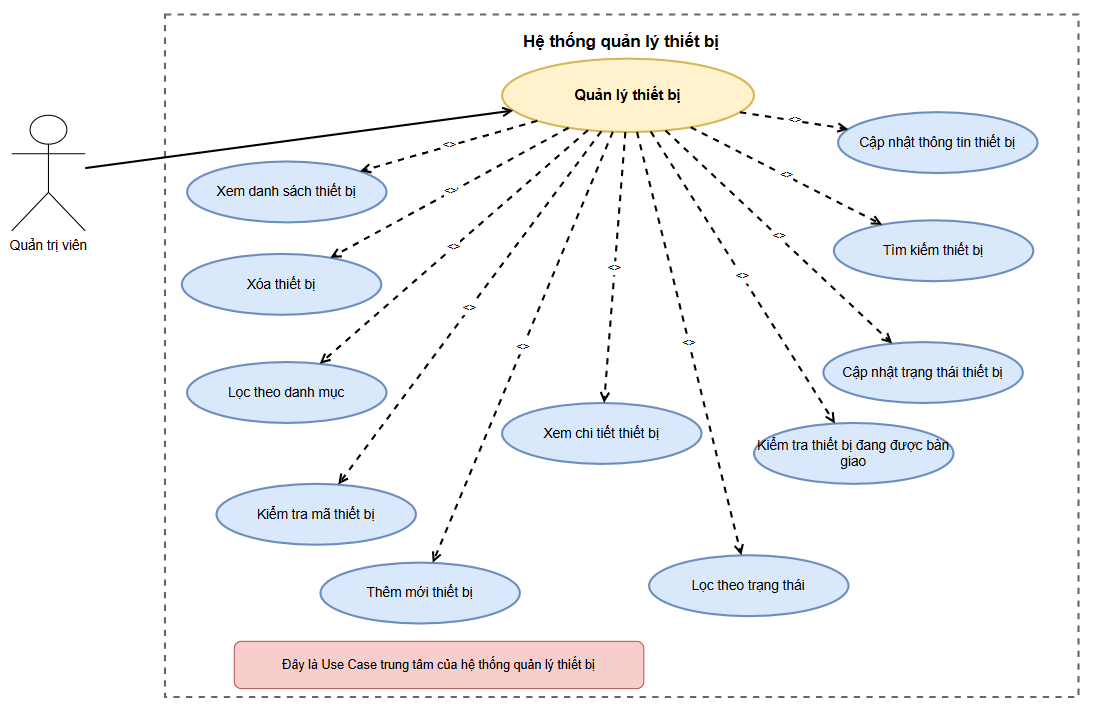 Hệ thống quản lý thiết bị
Quản lý thiết bị
Quản trị viên
Cập nhật thông tin thiết bị
<>
<>
Xem danh sách thiết bị
<>
<>
Tìm kiếm thiết bị
<>
<>
Xóa thiết bị
<>
<>
<>
<>
<>
Cập nhật trạng thái thiết bị
Lọc theo danh mục
Xem chi tiết thiết bị
Kiểm tra thiết bị đang được bàn
giao
Kiểm tra mã thiết bị
Thêm mới thiết bị
Lọc theo trạng thái
Đây là Use Case trung tâm của hệ thống quản lý thiết bị